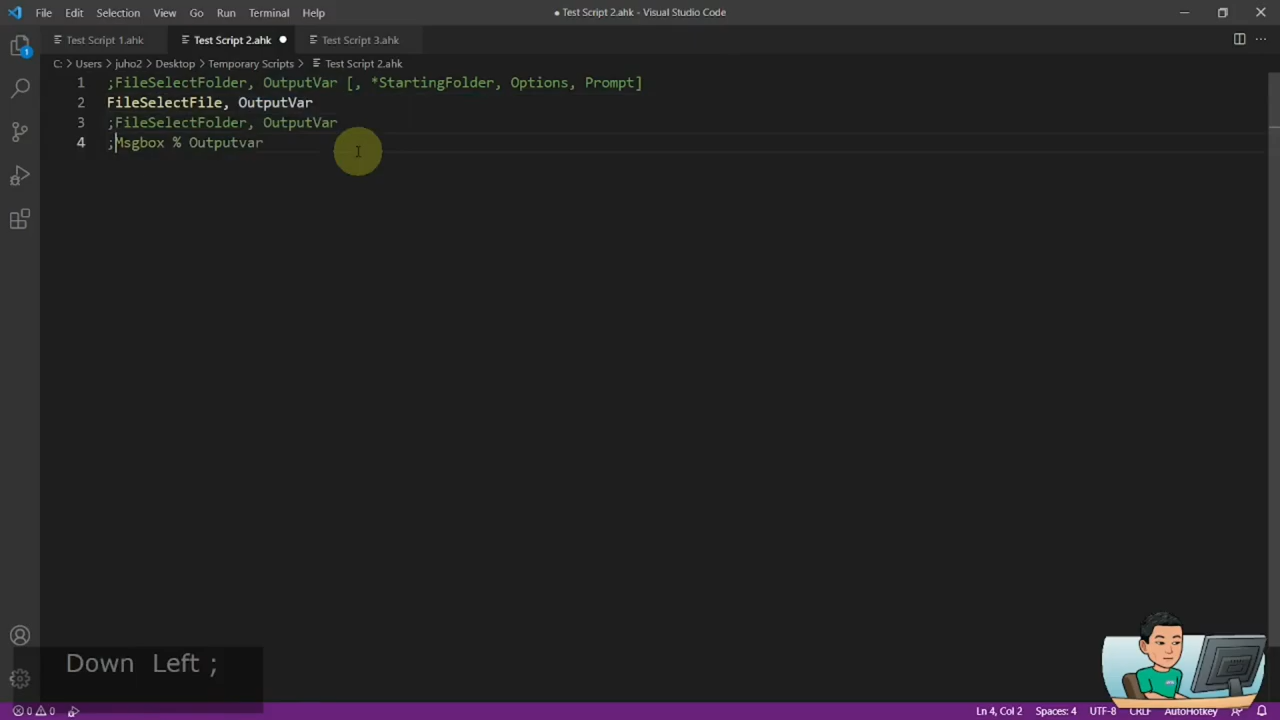 File Edit Selection View Go Run Terminal Help
● Test Script 2.ahk - Visual Studio Code
Test Script 1.ahk
Test Script 2.ahk
Test Script 3.ahk
C: > Users > juho2 > Desktop > Temporary Scripts > Test Script 2.ahk
1 ;FileSelectFolder, OutputVar [, *StartingFolder, Options, Prompt]
2 FileSelectFile, OutputVar
3 ;FileSelectFolder, OutputVar
4 ;Msgbox % Outputvar
1
Down Left ;
0 0
Ln 4, Col 2 Spaces: 4 UTF-8 CRLF AutoHotkey